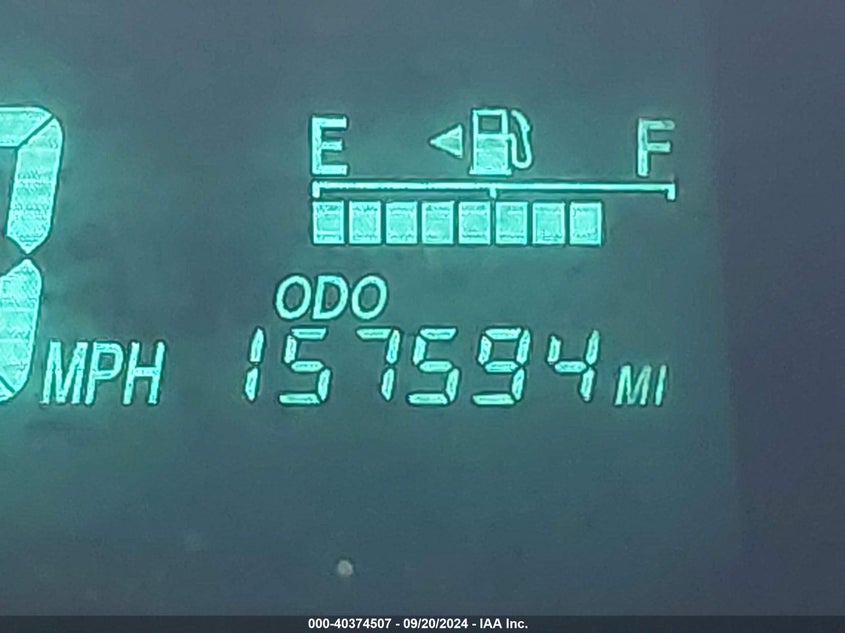 E F
ODO
157594 MI
MPH
000-40374507 - 09/20/2024 - IAA Inc.